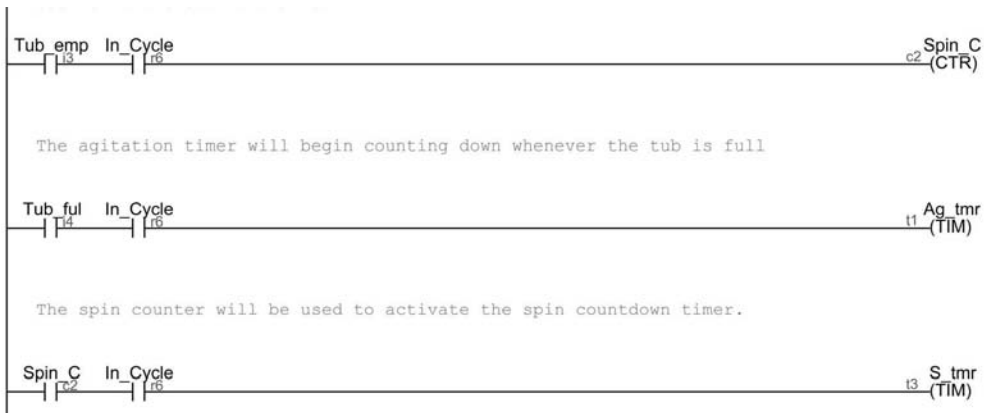 Tub_emp In_Cycle Spin_C
i3 r6 c2 (CTR)
The agitation timer will begin counting down whenever the tub is full
Tub_ful In_Cycle Ag_tmr
i4 r6 t1 (TIM)
The spin counter will be used to activate the spin countdown timer.
Spin_C In_Cycle S_tmr
c2 r6 t3 (TIM)